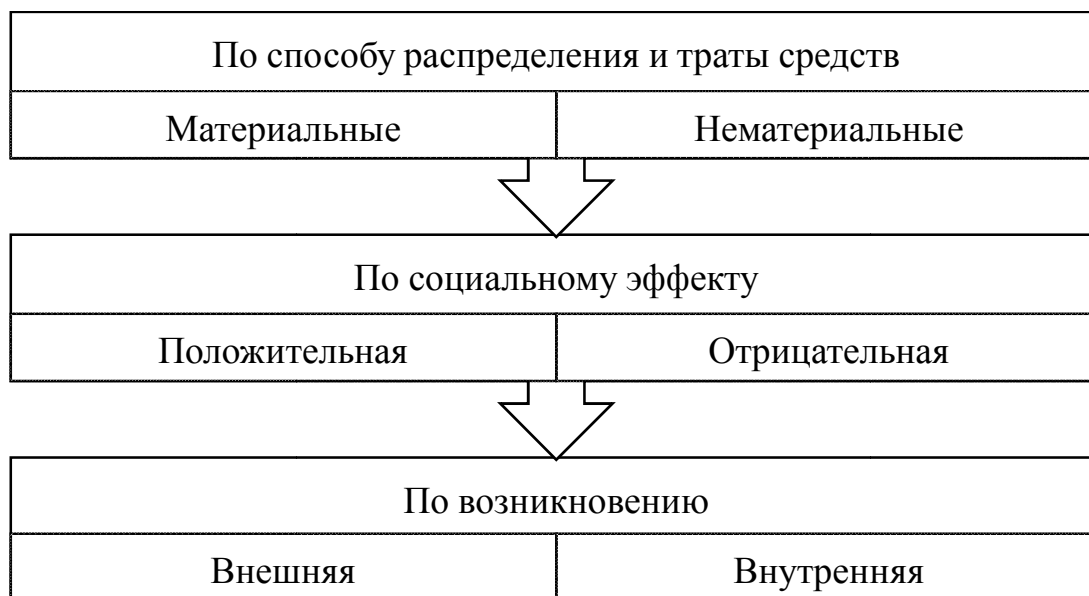 По способу распределения и траты средств
Материальные
Нематериальные
По социальному эффекту
Положительная
Отрицательная
По возникновению
Внешняя
Внутренняя